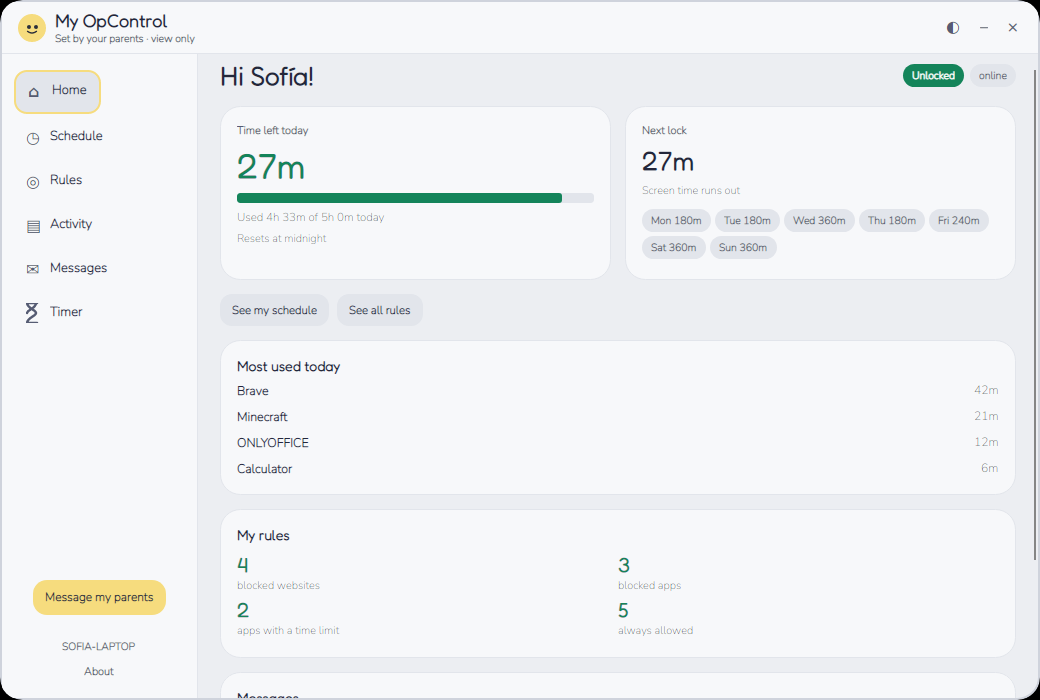 My OpControl
Set by your parents · view only
Home
Schedule
Rules
Activity
Messages
Timer
Message my parents
SOFIA-LAPTOP
About
Hi Sofía!
Unlocked
online
Time left today
27m
Used 4h 33m of 5h 0m today
Resets at midnight
Next lock
27m
Screen time runs out
Mon 180m Tue 180m Wed 360m Thu 180m Fri 240m
Sat 360m Sun 360m
See my schedule See all rules
Most used today
Brave 42m
Minecraft 21m
ONLYOFFICE 12m
Calculator 6m
My rules
4 3
blocked websites blocked apps
2 5
apps with a time limit always allowed
Messages